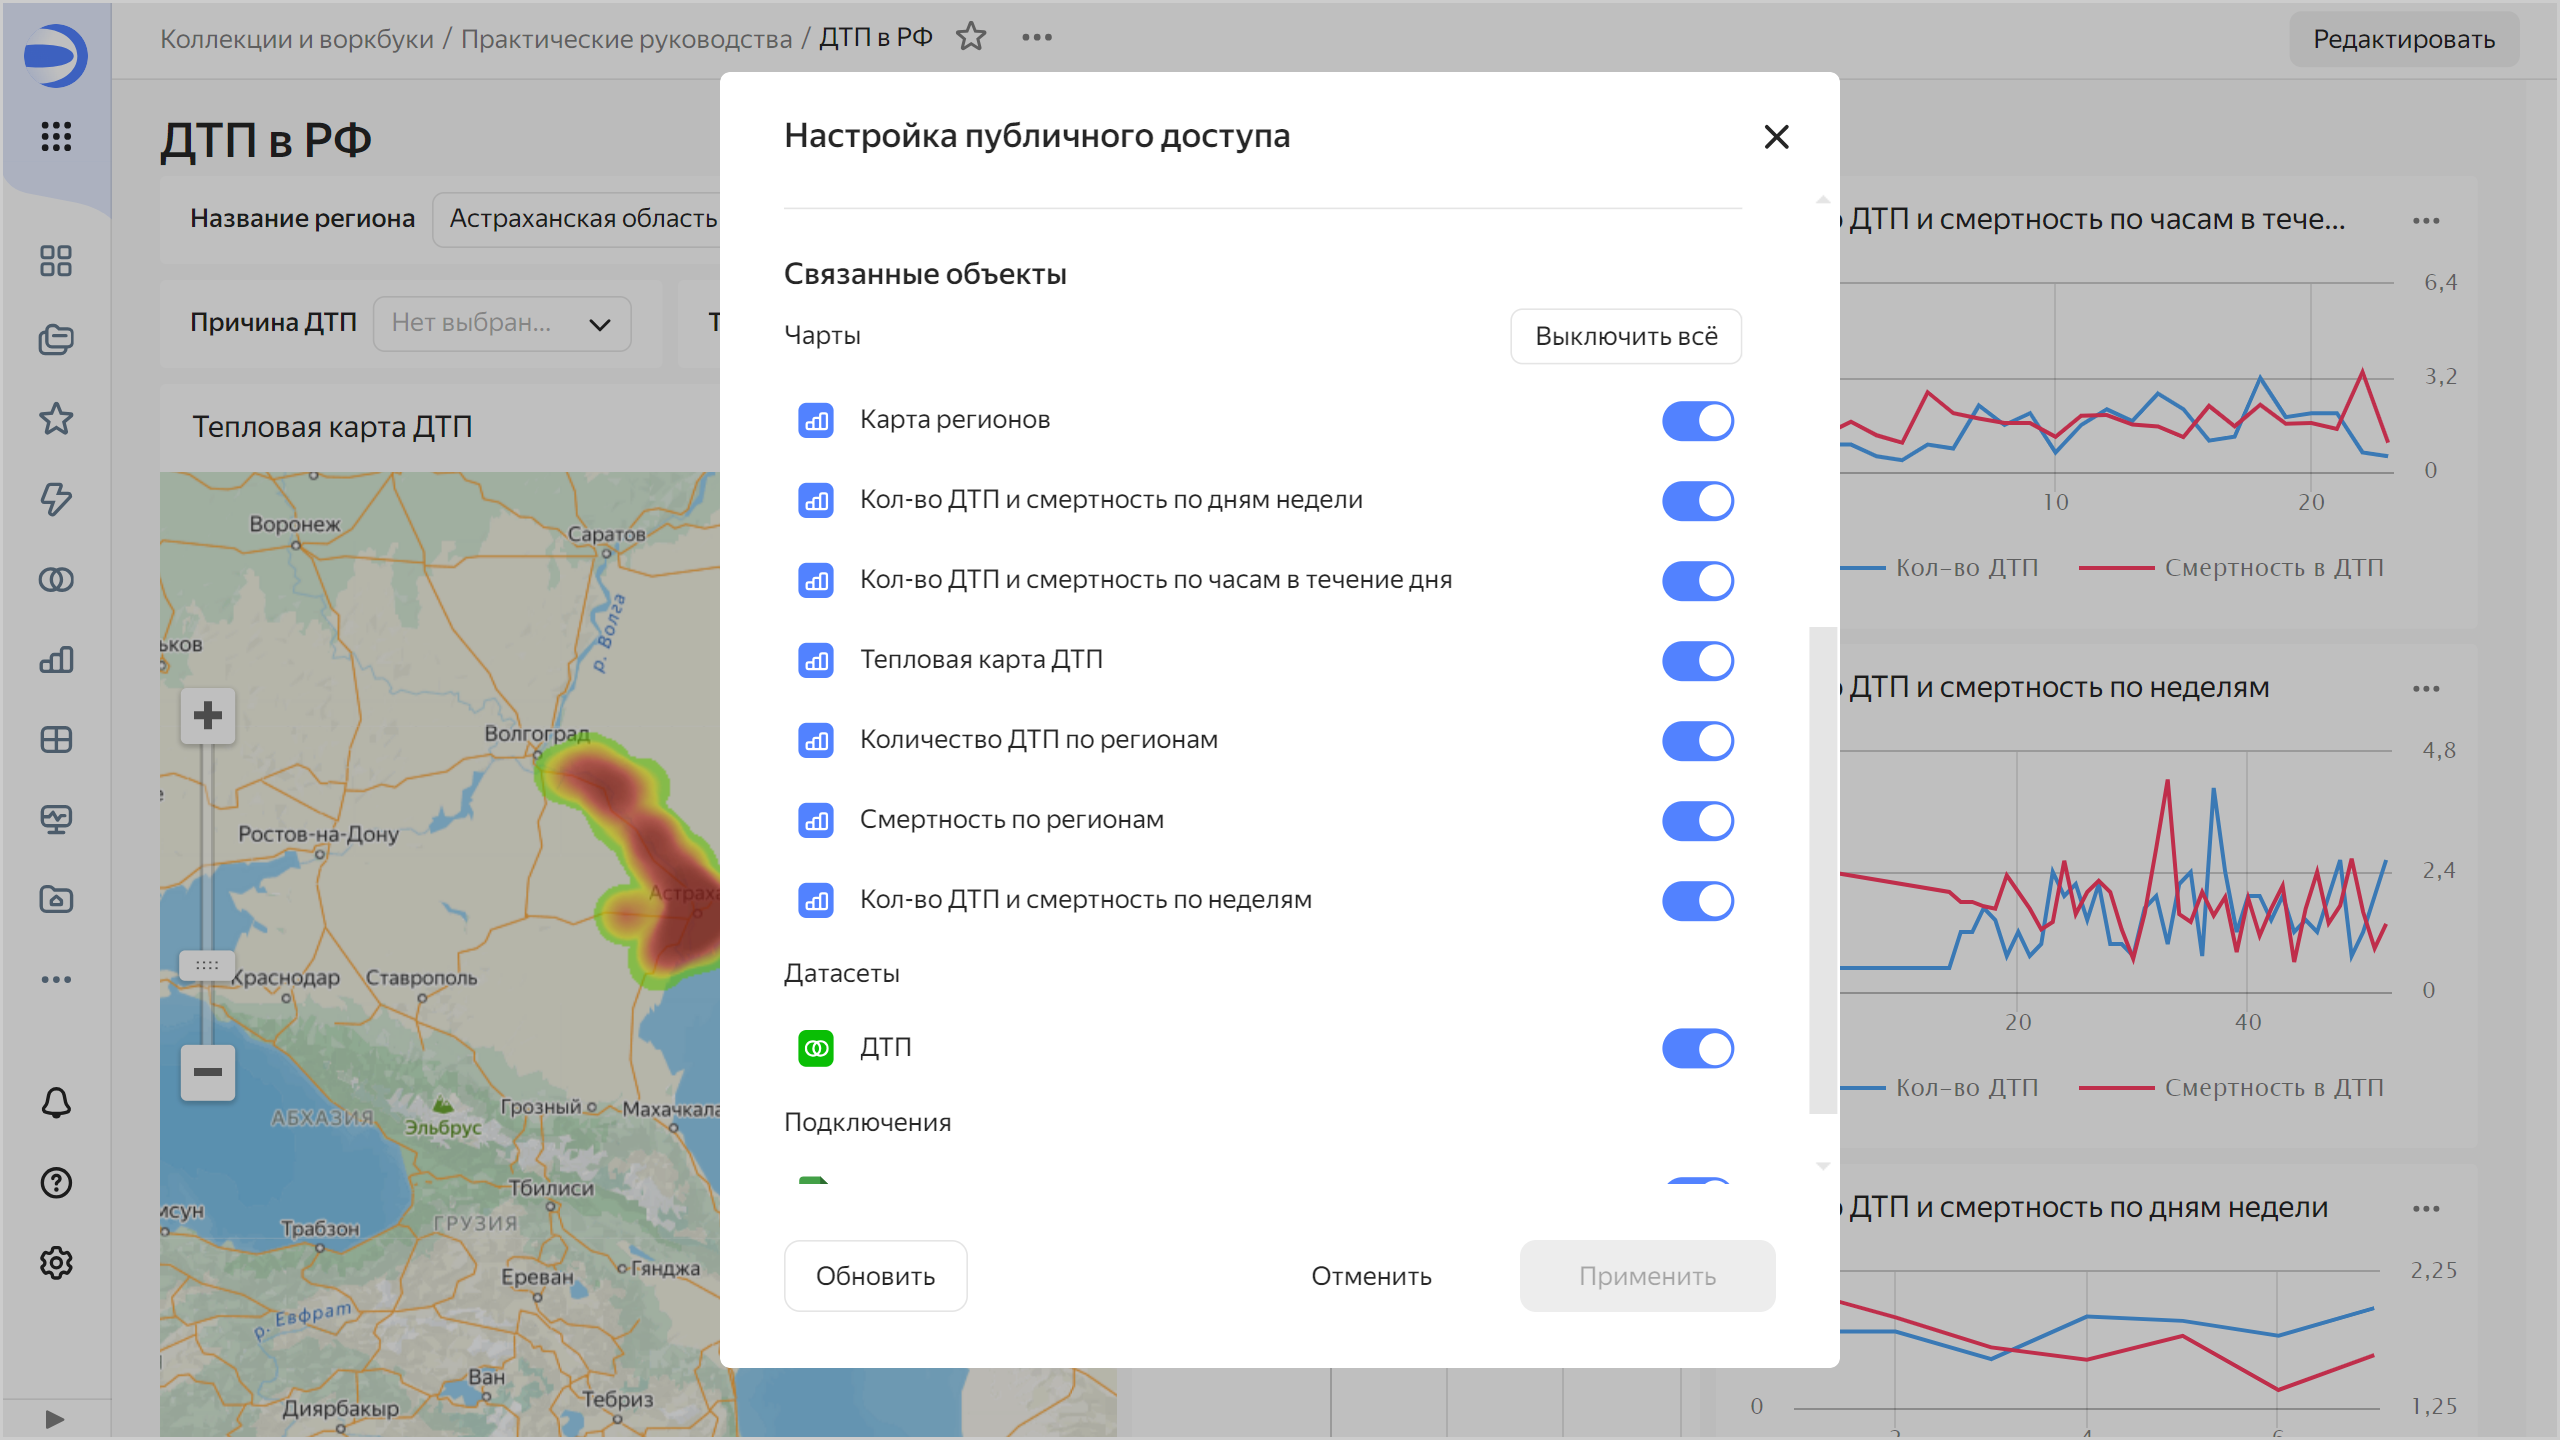 Коллекции и воркбуки / Практические руководства / ДТП в РФ
Редактировать
ДТП в РФ
Название региона
Астраханская область
Причина ДТП
Нет выбран...
Т
Тепловая карта ДТП
Воронеж
Саратов
ьков
р. Волга
Волгоград
Ростов-на-Дону
Астраха
Краснодар
Ставрополь
АБХАЗИЯ
Эльбрус
Грозный
Махачкала
Тбилиси
мсун
Трабзон
ГРУЗИЯ
Ереван
Гянджа
р. Евфрат
Ван
Диярбакыр
Тебриз
Настройка публичного доступа
Связанные объекты
Чарты
Выключить всё
Карта регионов
Кол-во ДТП и смертность по дням недели
Кол-во ДТП и смертность по часам в течение дня
Тепловая карта ДТП
Количество ДТП по регионам
Смертность по регионам
Кол-во ДТП и смертность по неделям
Датасеты
ДТП
Подключения
Обновить
Отменить
Применить
ДТП и смертность по часам в тече...
6,4
3,2
0
10
20
Кол-во ДТП
Смертность в ДТП
ДТП и смертность по неделям
4,8
2,4
0
20
40
Кол-во ДТП
Смертность в ДТП
ДТП и смертность по дням недели
2,25
0
1,25